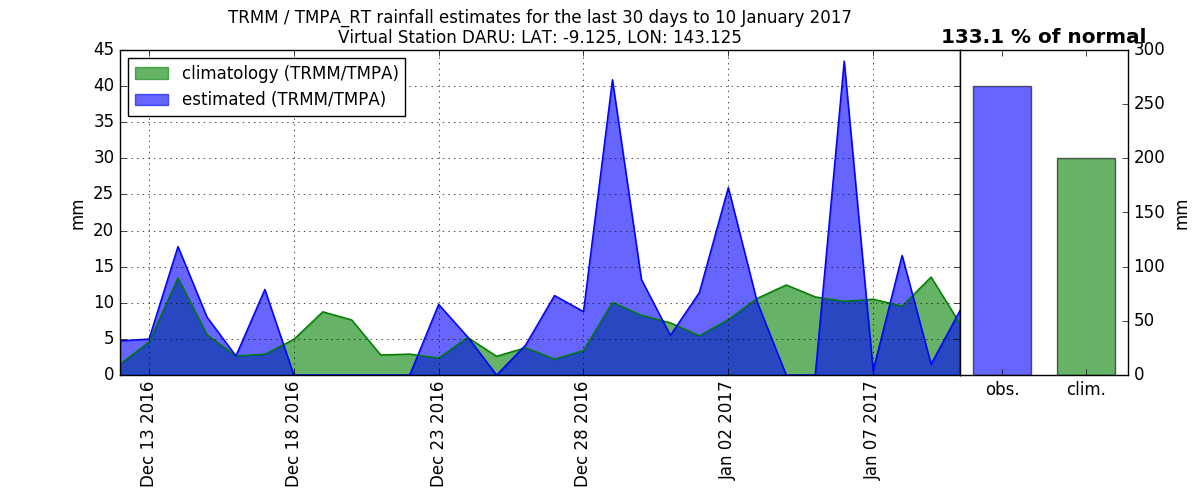 TRMM / TMPA_RT rainfall estimates for the last 30 days to 10 January 2017
Virtual Station DARU: LAT: -9.125, LON: 143.125
133.1 % of normal
climatology (TRMM/TMPA)
estimated (TRMM/TMPA)
45
40
35
30
25
20
15
10
5
0
mm
Dec 13 2016
Dec 18 2016
Dec 23 2016
Dec 28 2016
Jan 02 2017
Jan 07 2017
300
250
200
150
100
50
0
mm
obs.
clim.